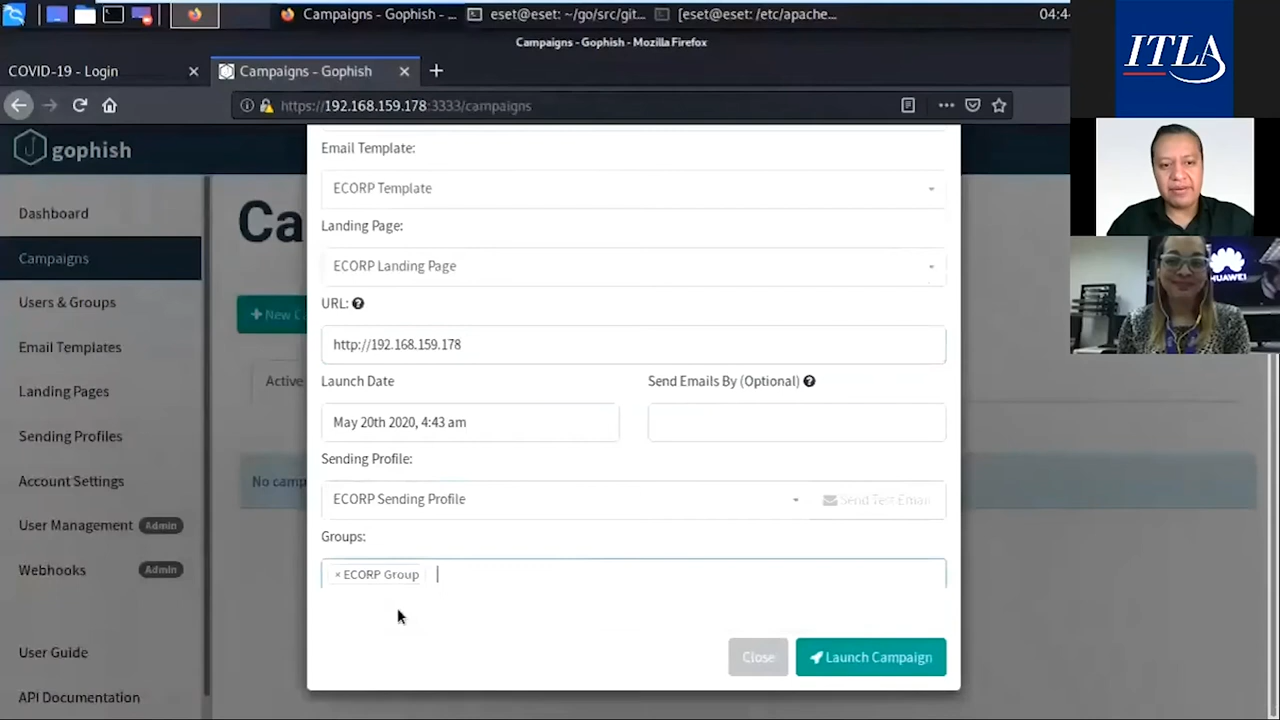 Campaigns - Gophish - ...
eset@eset: ~/go/src/git...
[eset@eset: /etc/apache...
04:4
Campaigns - Gophish - Mozilla Firefox
COVID-19 - Login
Campaigns - Gophish
https://192.168.159.178:3333/campaigns
gophish
Dashboard
Campaigns
Users & Groups
Email Templates
Landing Pages
Sending Profiles
Account Settings
User Management Admin
Webhooks Admin
User Guide
API Documentation
Ca
New C
Active
No camp
Email Template:
ECORP Template
Landing Page:
ECORP Landing Page
URL:
http://192.168.159.178
Launch Date
Send Emails By (Optional)
May 20th 2020, 4:43 am
Sending Profile:
ECORP Sending Profile
Send Test Email
Groups:
× ECORP Group
Close
Launch Campaign
ITLA
HUAWEI